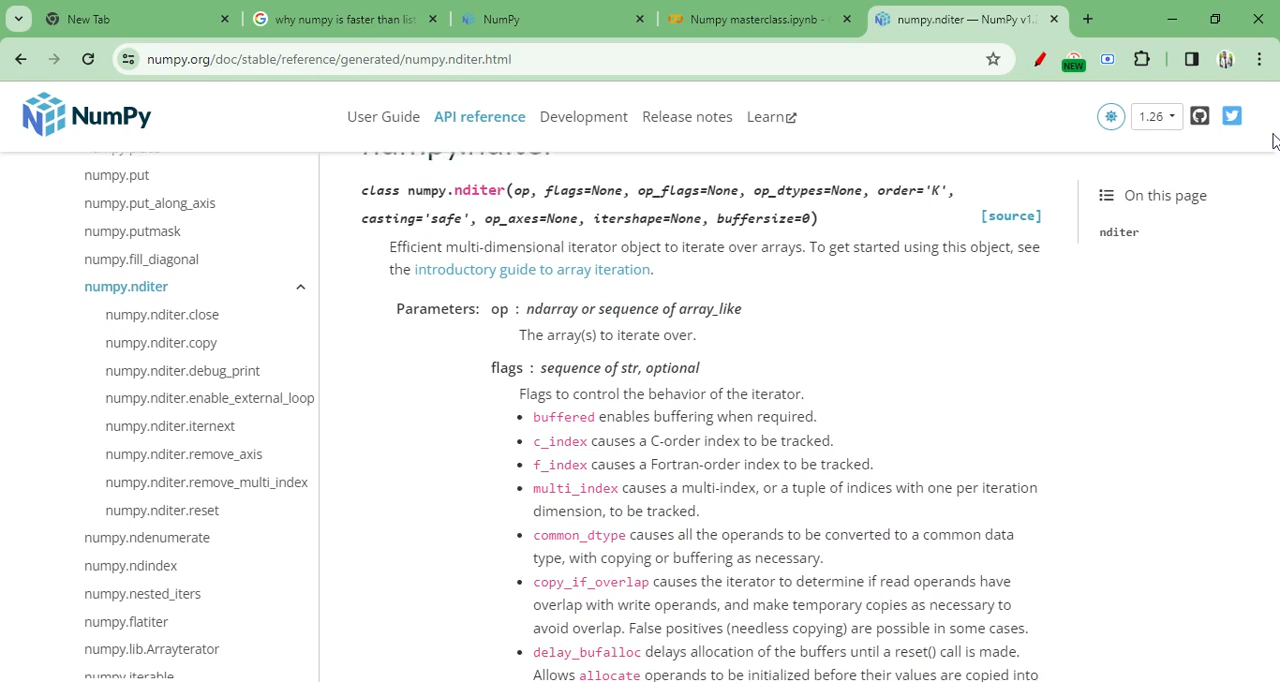 New Tab
why numpy is faster than list
NumPy
Numpy masterclass.ipynb -
numpy.nditer — NumPy v1.2
numpy.org/doc/stable/reference/generated/numpy.nditer.html
NEW
NumPy
User Guide
API reference
Development
Release notes
Learn
1.26
numpy.put
numpy.put_along_axis
numpy.putmask
numpy.fill_diagonal
numpy.nditer
numpy.nditer.close
numpy.nditer.copy
numpy.nditer.debug_print
numpy.nditer.enable_external_loop
numpy.nditer.iternext
numpy.nditer.remove_axis
numpy.nditer.remove_multi_index
numpy.nditer.reset
numpy.ndenumerate
numpy.ndindex
numpy.nested_iters
numpy.flatiter
numpy.lib.Arrayterator
numpy.iterable
numpy.nditer
class numpy.nditer(op, flags=None, op_flags=None, op_dtypes=None, order='K',
casting='safe', op_axes=None, itershape=None, buffersize=0)
[source]
Efficient multi-dimensional iterator object to iterate over arrays. To get started using this object, see
the introductory guide to array iteration.
Parameters: op : ndarray or sequence of array_like
The array(s) to iterate over.
flags : sequence of str, optional
Flags to control the behavior of the iterator.
• buffered enables buffering when required.
• c_index causes a C-order index to be tracked.
• f_index causes a Fortran-order index to be tracked.
• multi_index causes a multi-index, or a tuple of indices with one per iteration
dimension, to be tracked.
• common_dtype causes all the operands to be converted to a common data
type, with copying or buffering as necessary.
• copy_if_overlap causes the iterator to determine if read operands have
overlap with write operands, and make temporary copies as necessary to
avoid overlap. False positives (needless copying) are possible in some cases.
• delay_bufalloc delays allocation of the buffers until a reset() call is made.
Allows allocate operands to be initialized before their values are copied into
On this page
nditer